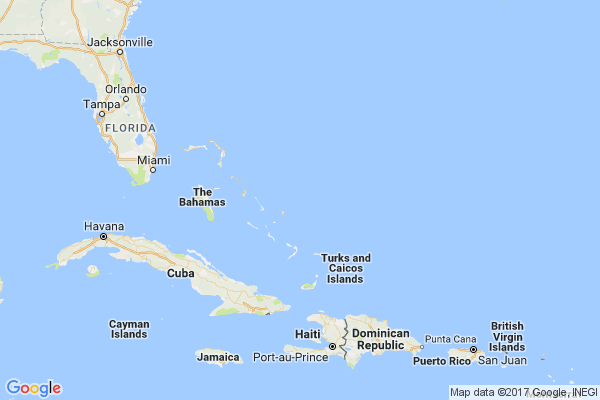 Jacksonville
Orlando
Tampa
FLORIDA
Miami
The
Bahamas
Havana
Turks and
Caicos
Islands
Cuba
Cayman
Islands
Haiti
Dominican
Republic
British
Virgin
Islands
Punta Cana
Jamaica
Port-au-Prince
Puerto Rico
San Juan
Google
Map data ©2017 Google, INEGI